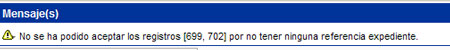 Mensaje(s)
No se ha podido aceptar los registros [699, 702] por no tener ninguna referencia expediente.